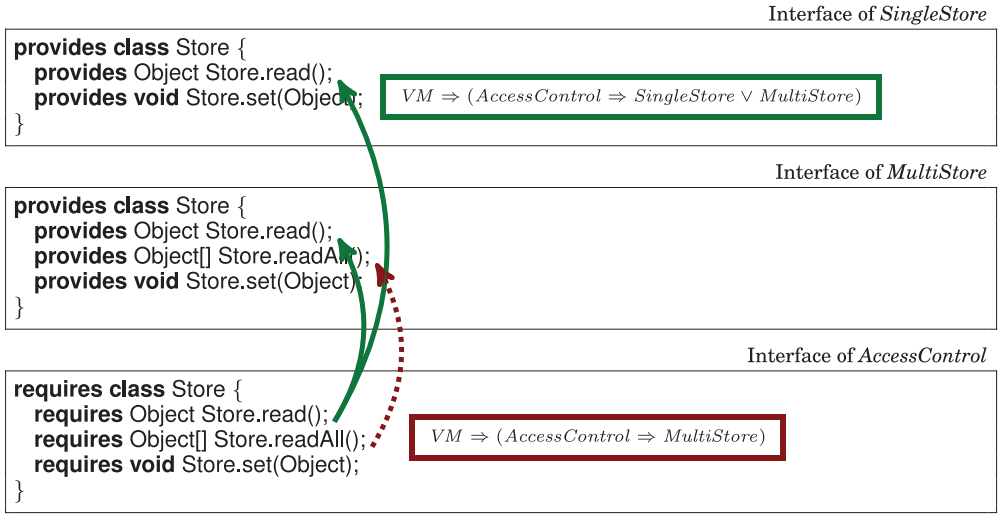 Interface of SingleStore
provides class Store {
provides Object Store.read();
provides void Store.set(Object);
}
VM ⇒ (AccessControl ⇒ SingleStore ∨ MultiStore)
Interface of MultiStore
provides class Store {
provides Object Store.read();
provides Object[] Store.readAll();
provides void Store.set(Object);
}
Interface of AccessControl
requires class Store {
requires Object Store.read();
requires Object[] Store.readAll();
requires void Store.set(Object);
}
VM ⇒ (AccessControl ⇒ MultiStore)